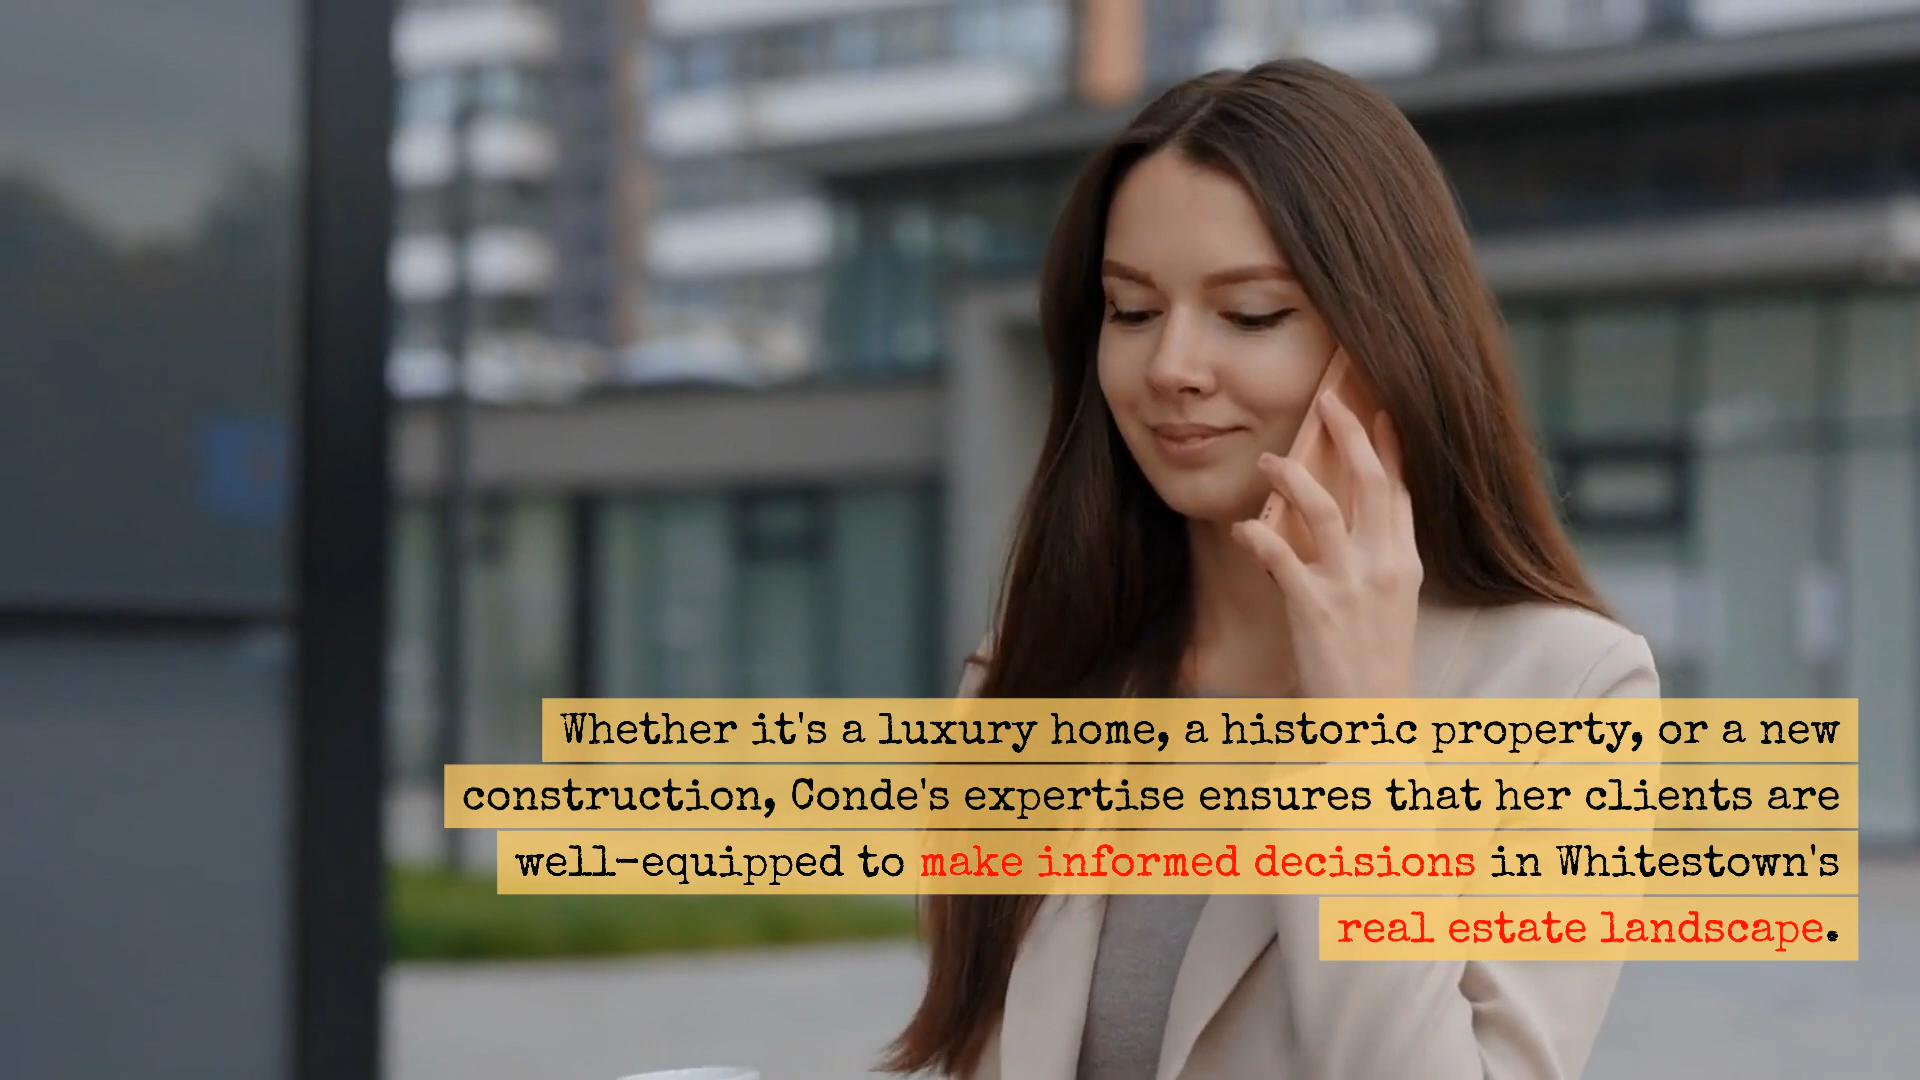 Whether it's a luxury home, a historic property, or a new
construction, Conde's expertise ensures that her clients are
well-equipped to make informed decisions in Whitestown's
real estate landscape.